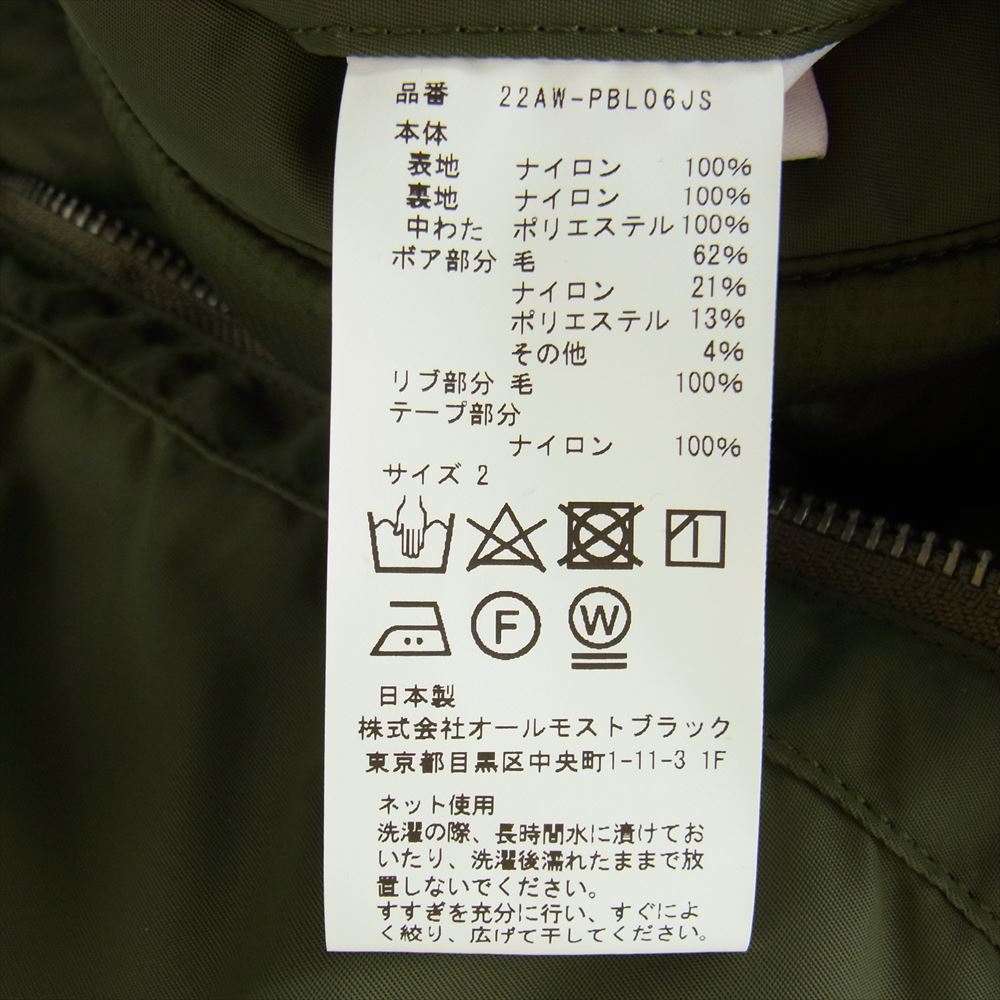 品番 22AW-PBL06JS
本体
表地 ナイロン 100%
裏地 ナイロン 100%
中わた ポリエステル 100%
ボア部分 毛 62%
ナイロン 21%
ポリエステル 13%
その他 4%
リブ部分 毛 100%
テープ部分
ナイロン 100%
サイズ 2
F W
日本製
株式会社オールモストブラック
東京都目黒区中央町1-11-3 1F
ネット使用
洗濯の際、長時間水に漬けてお
いたり、洗濯後濡れたままで放
置しないでください。
すすぎを充分に行い、すぐによ
く絞り、広げて干してください。